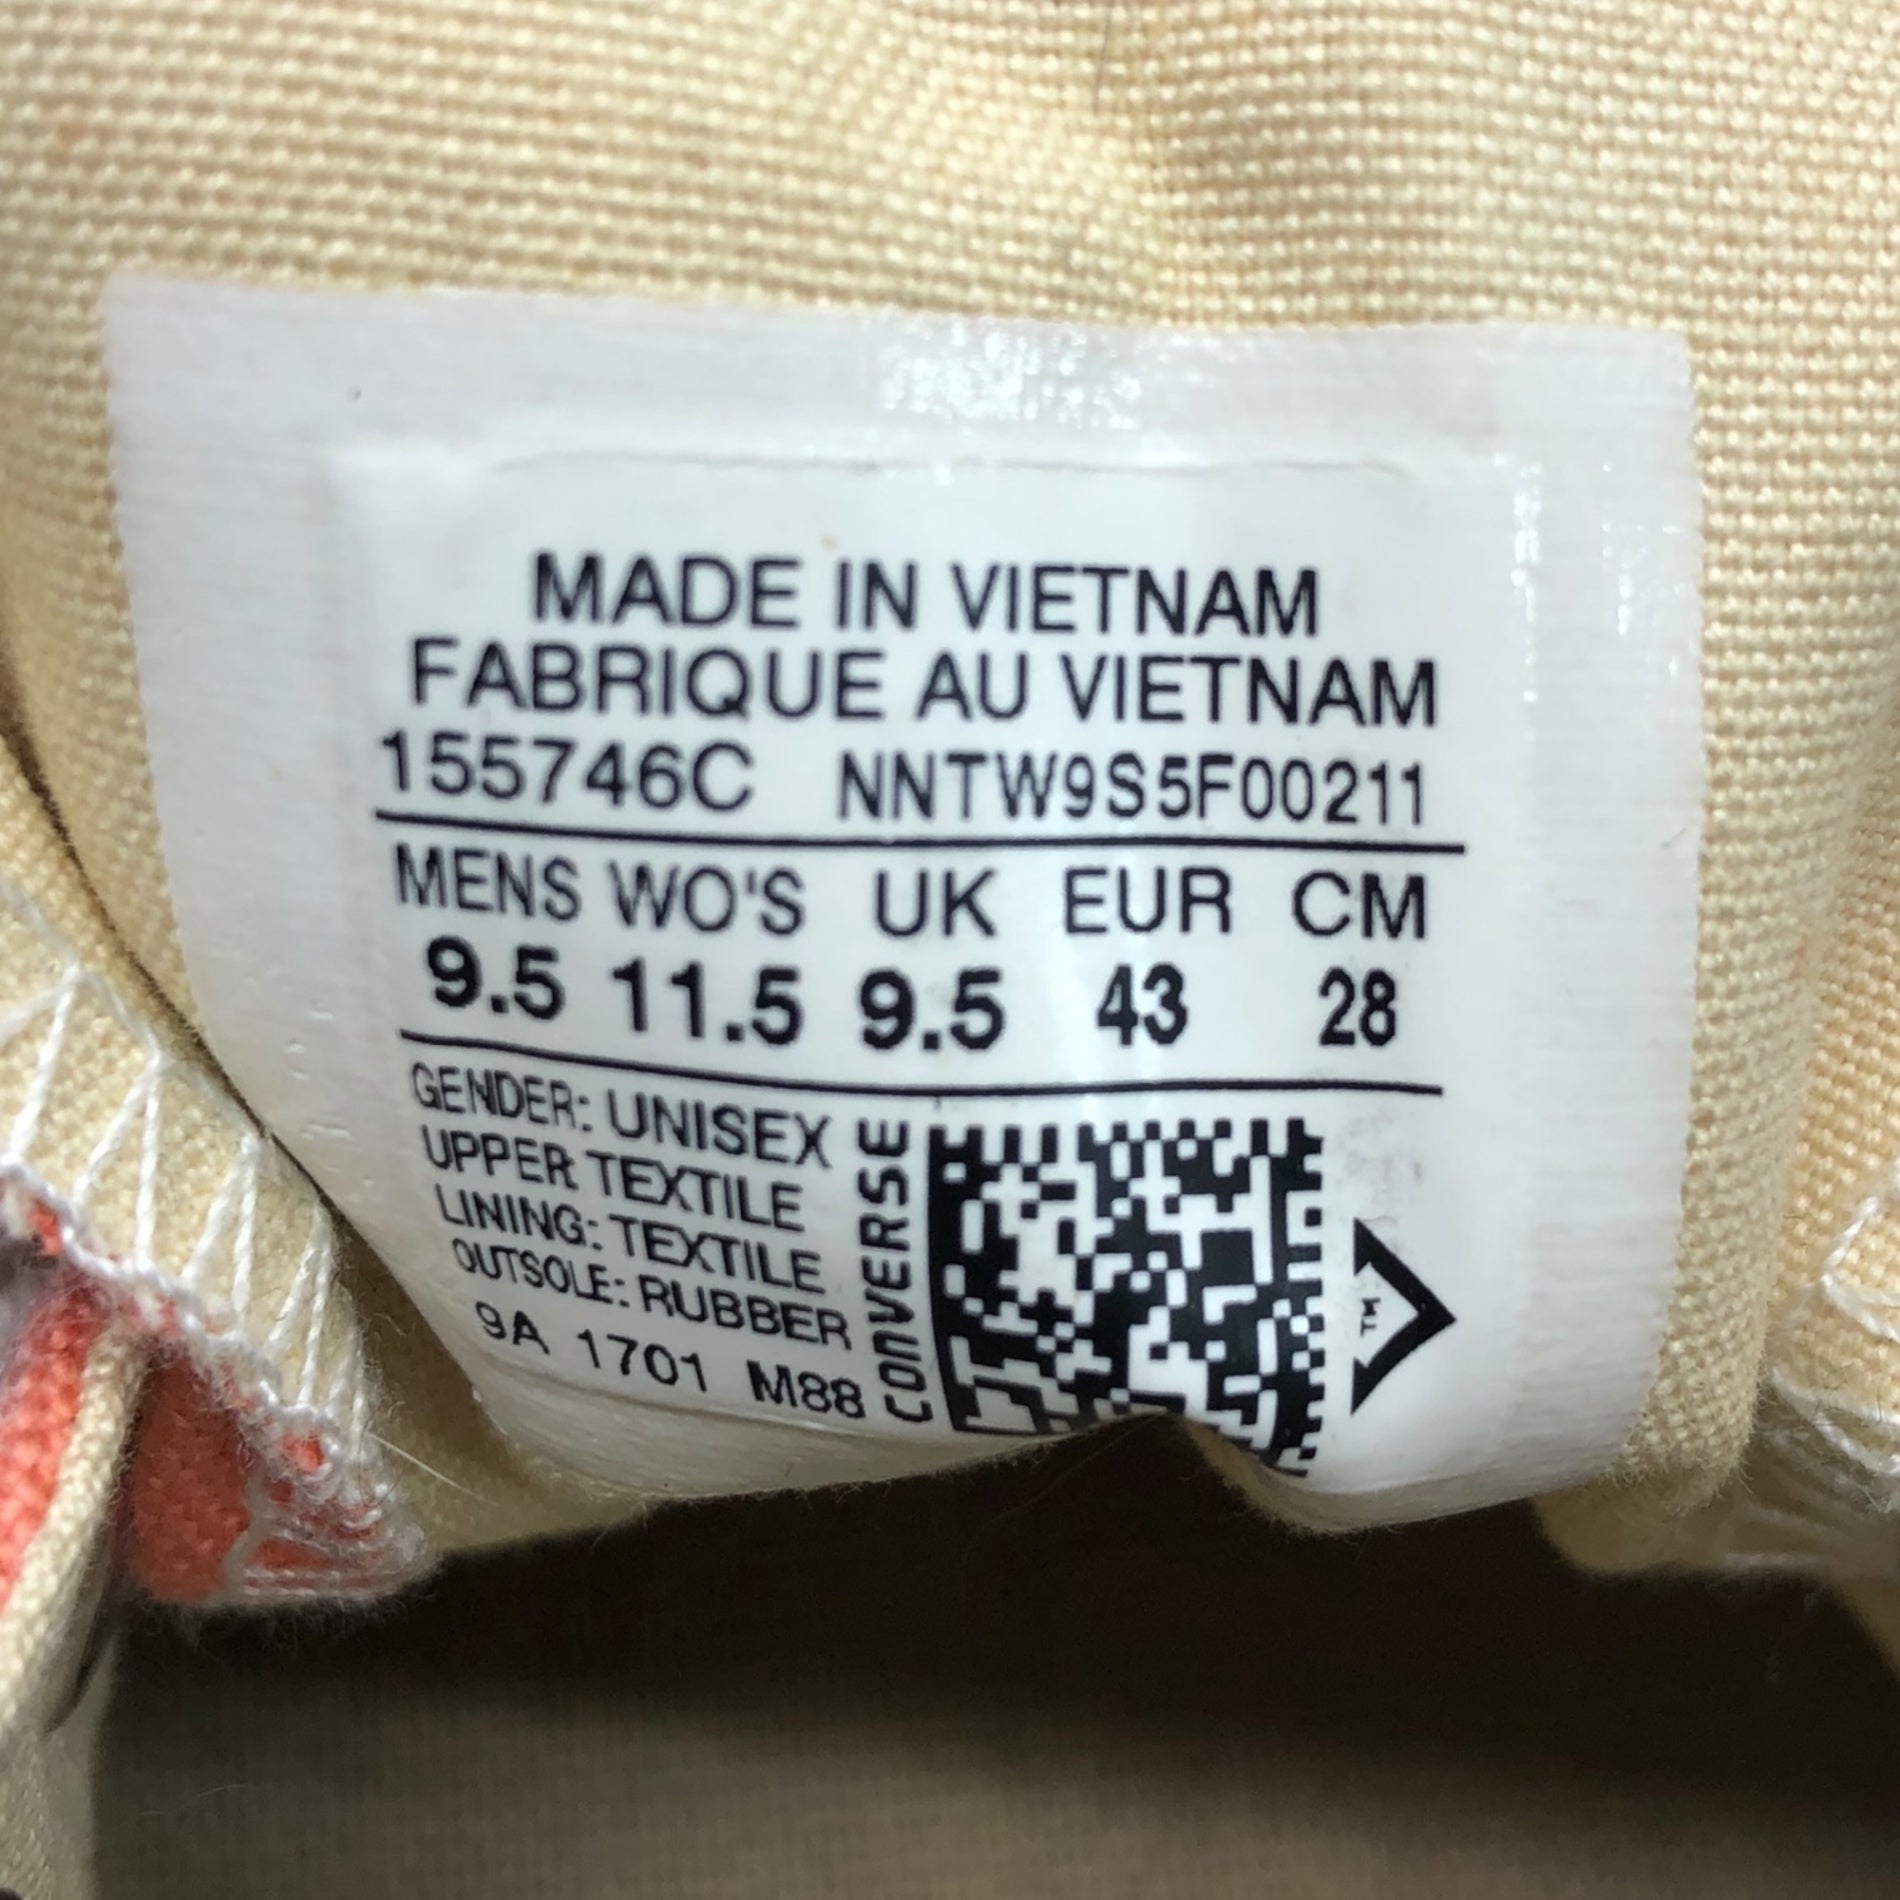 MADE IN VIETNAM
FABRIQUE AU VIETNAM
155746C NNTW9S5F00211
MENS WO'S UK EUR CM
9.5 11.5 9.5 43 28
GENDER: UNISEX
UPPER: TEXTILE
LINING: TEXTILE
OUTSOLE: RUBBER
9A 1701 M88
CONVERSE
TM